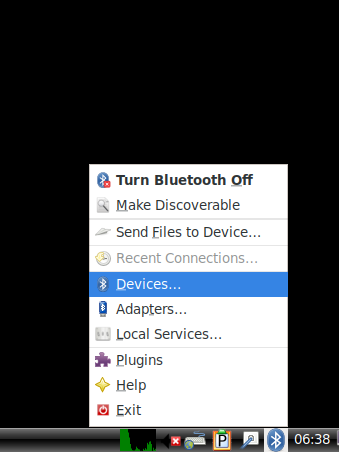 Turn Bluetooth Off
Make Discoverable
Send Files to Device...
Recent Connections...
Devices...
Adapters...
Local Services...
Plugins
Help
Exit
P 06:38